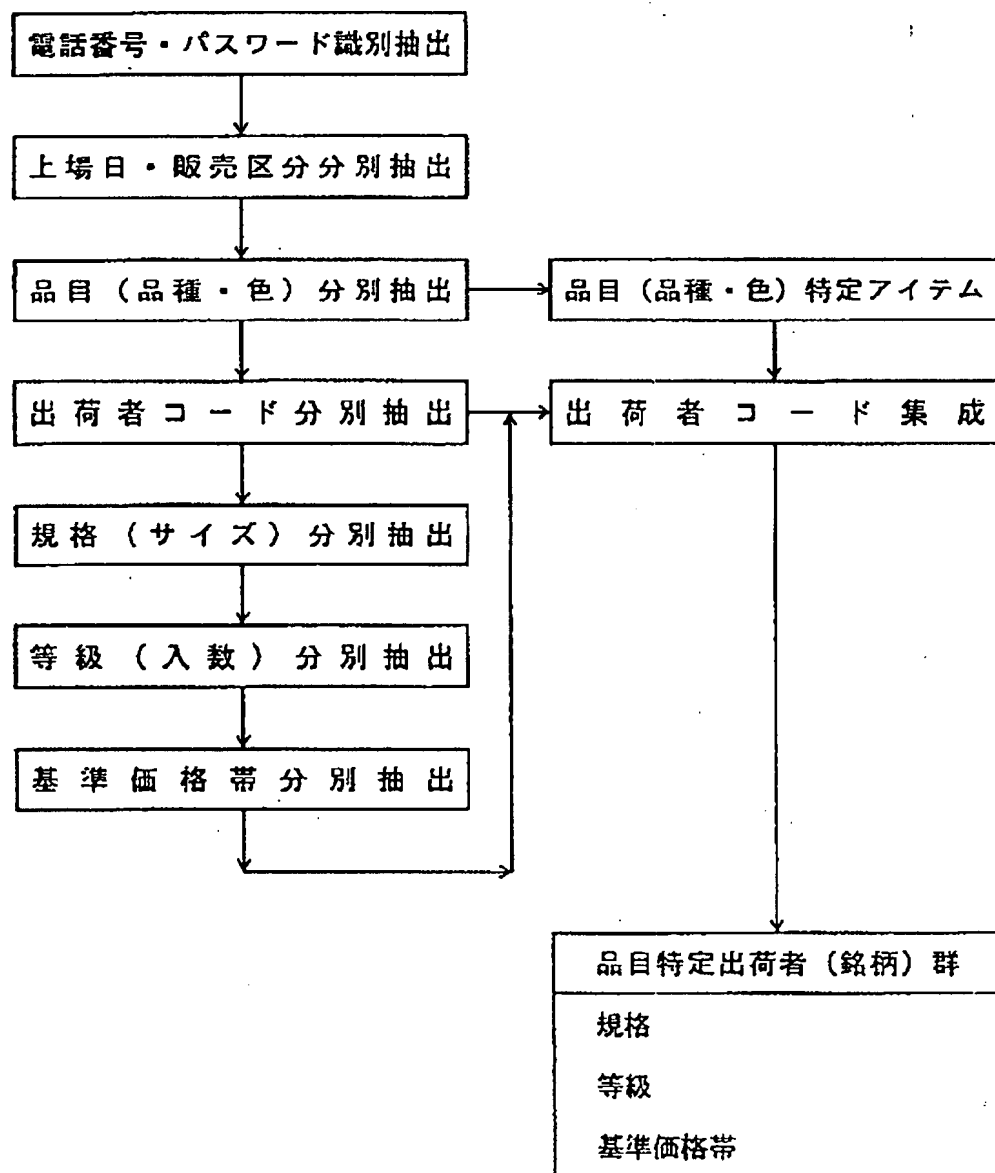 電話番号・パスワード識別抽出
上場日・販売区分分別抽出
品目（品種・色）分別抽出
品目（品種・色）特定アイテム
出荷者コード分別抽出
出荷者コード集成
規格（サイズ）分別抽出
等級（入数）分別抽出
基準価格帯分別抽出
品目特定出荷者（銘柄）群
規格
等級
基準価格帯